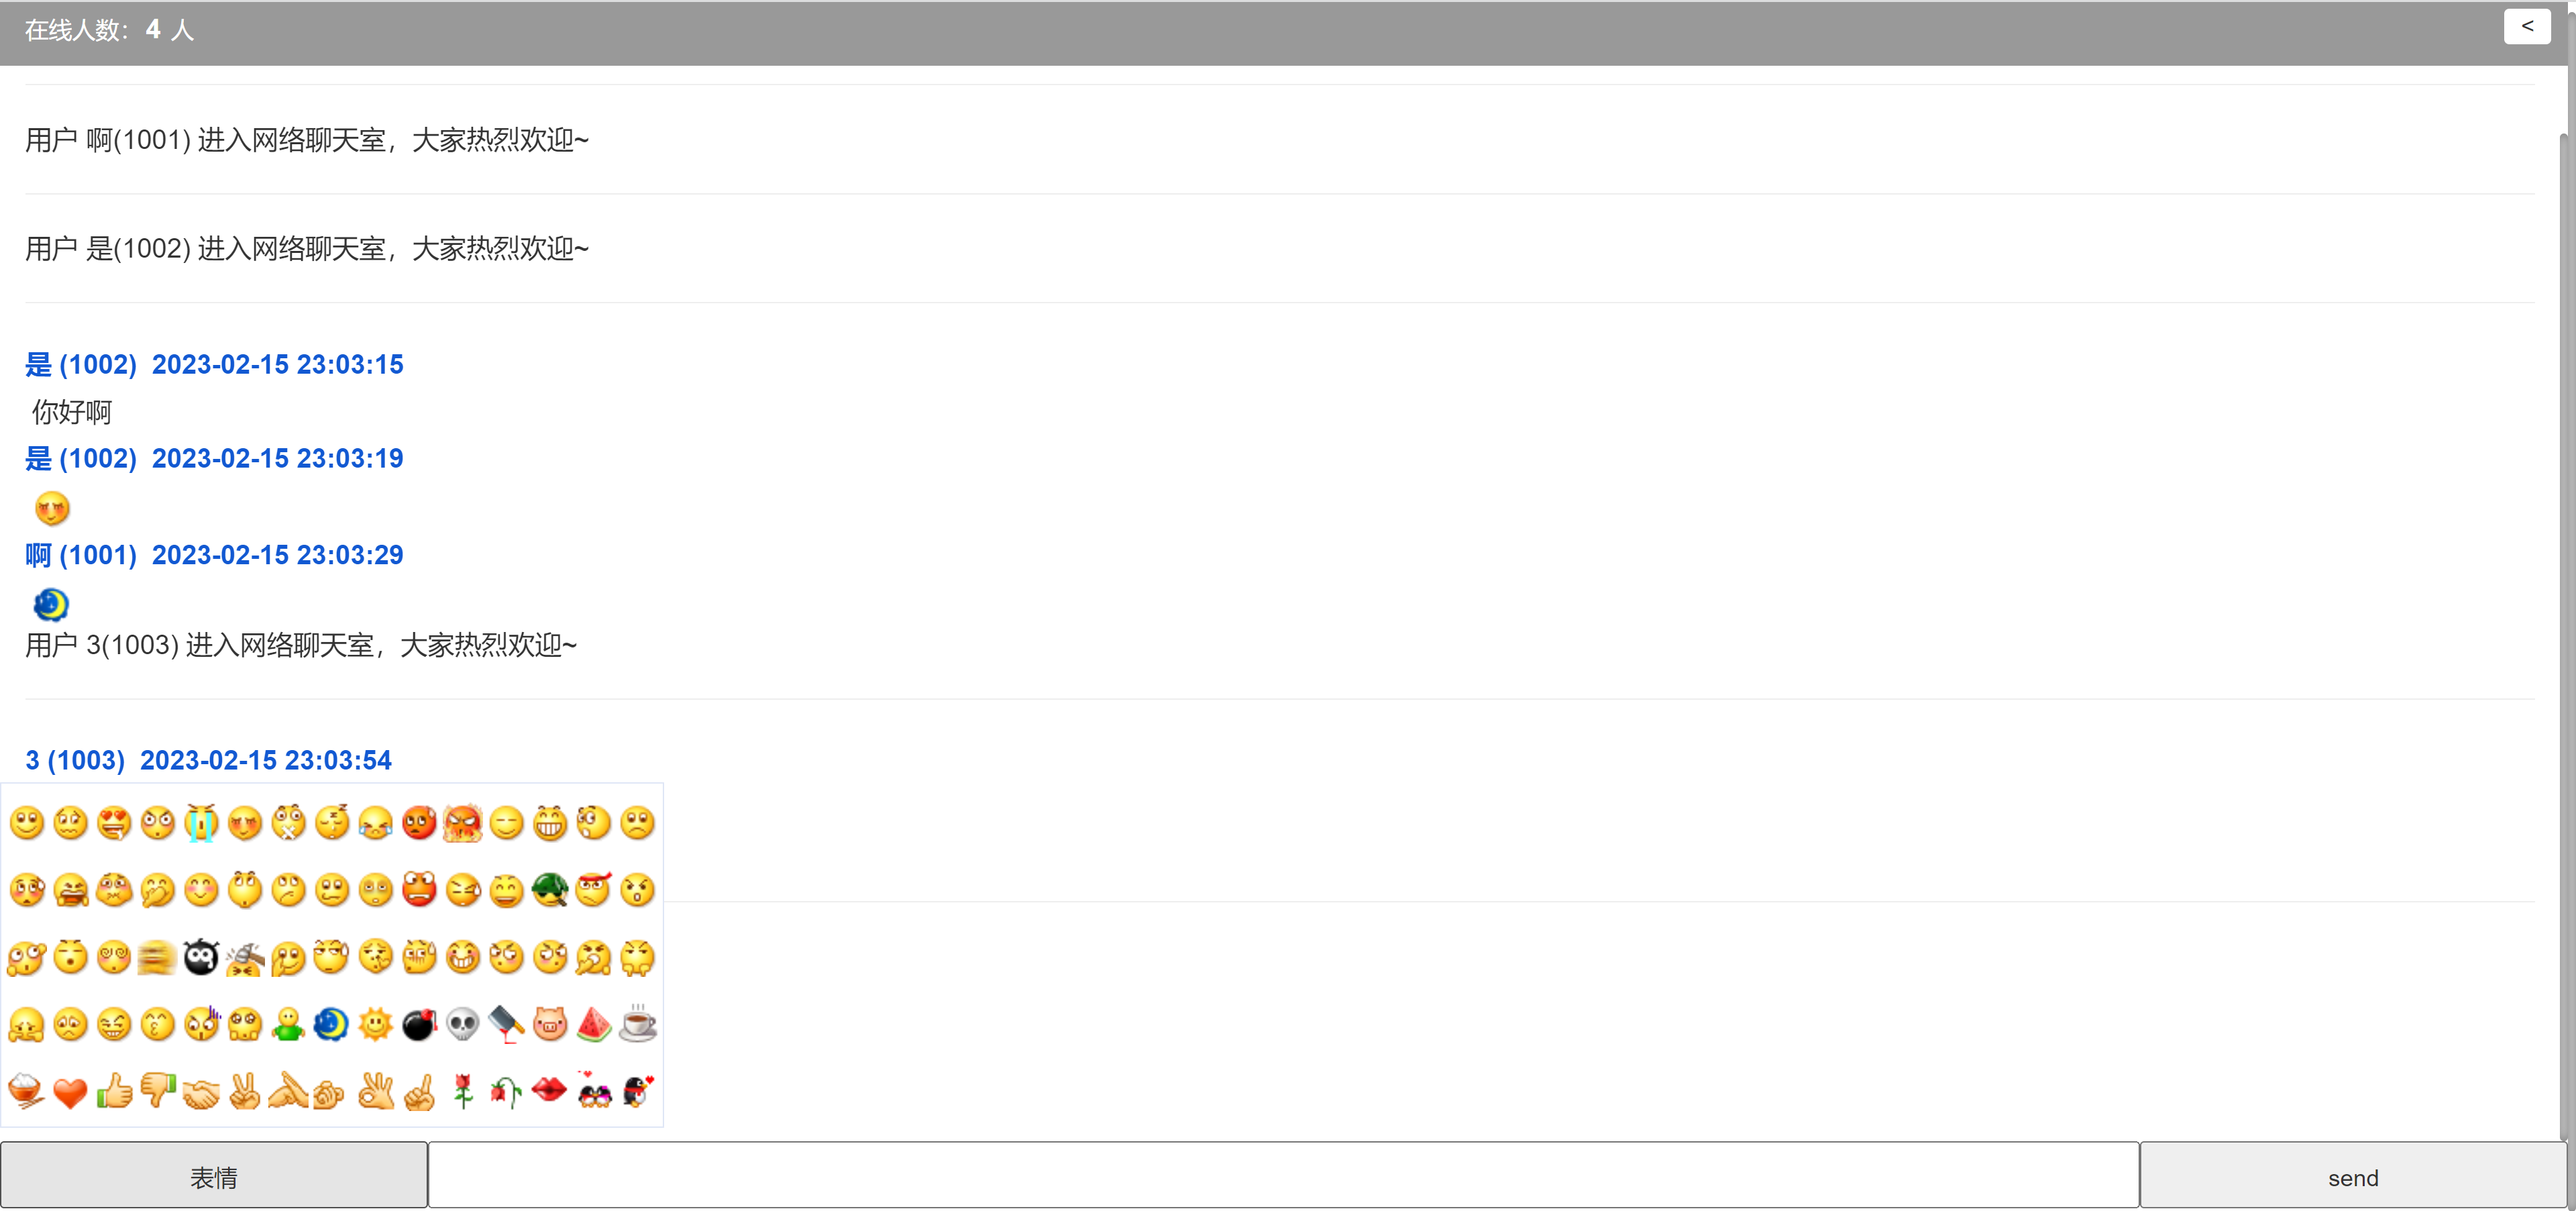 在线人数： 4 人
<
用户 啊(1001) 进入网络聊天室，大家热烈欢迎~
用户 是(1002) 进入网络聊天室，大家热烈欢迎~
是 (1002) 2023-02-15 23:03:15
你好啊
是 (1002) 2023-02-15 23:03:19
啊 (1001) 2023-02-15 23:03:29
用户 3(1003) 进入网络聊天室，大家热烈欢迎~
3 (1003) 2023-02-15 23:03:54
表情
send